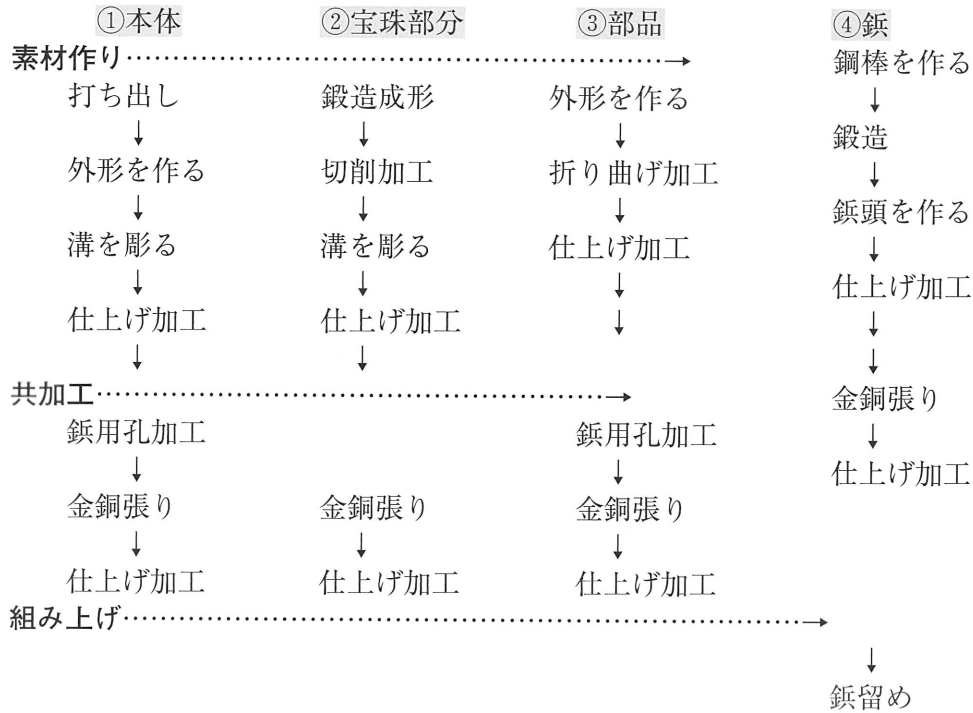 ①本体 ②宝珠部分 ③部品 ④鋲
素材作り 鋼棒を作る
打ち出し 鍛造成形 外形を作る
鍛造
外形を作る 切削加工 折り曲げ加工
鋲頭を作る
溝を彫る 溝を彫る 仕上げ加工
仕上げ加工
仕上げ加工 仕上げ加工
共加工 金銅張り
鋲用孔加工 鋲用孔加工
仕上げ加工
金銅張り 金銅張り 金銅張り
仕上げ加工 仕上げ加工 仕上げ加工
組み上げ
鋲留め